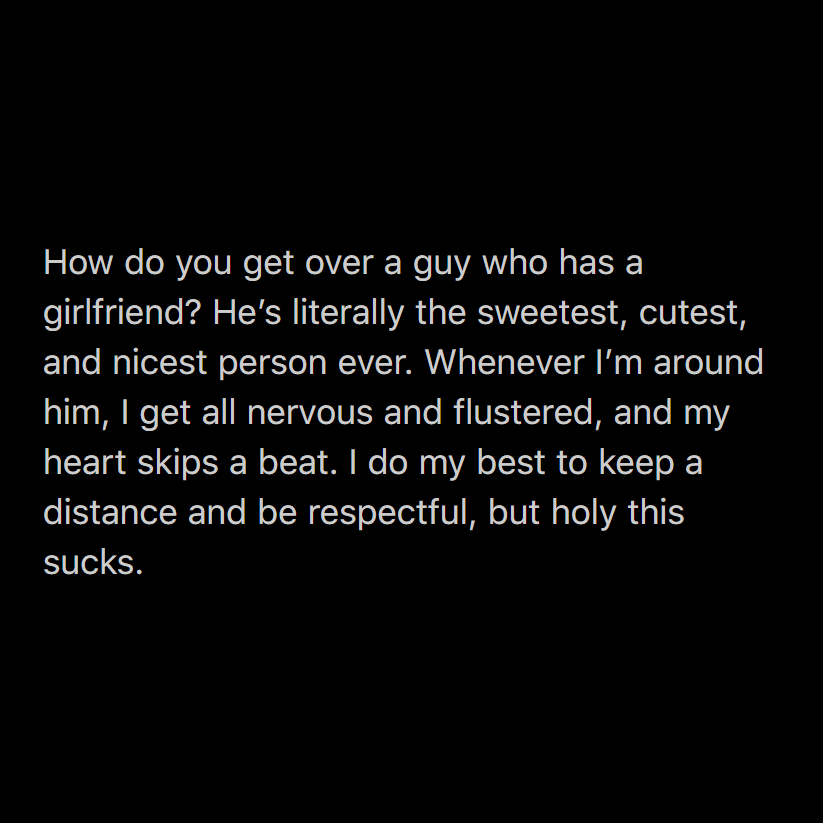 How do you get over a guy who has a
girlfriend? He’s literally the sweetest, cutest,
and nicest person ever. Whenever I’m around
him, I get all nervous and flustered, and my
heart skips a beat. I do my best to keep a
distance and be respectful, but holy this
sucks.